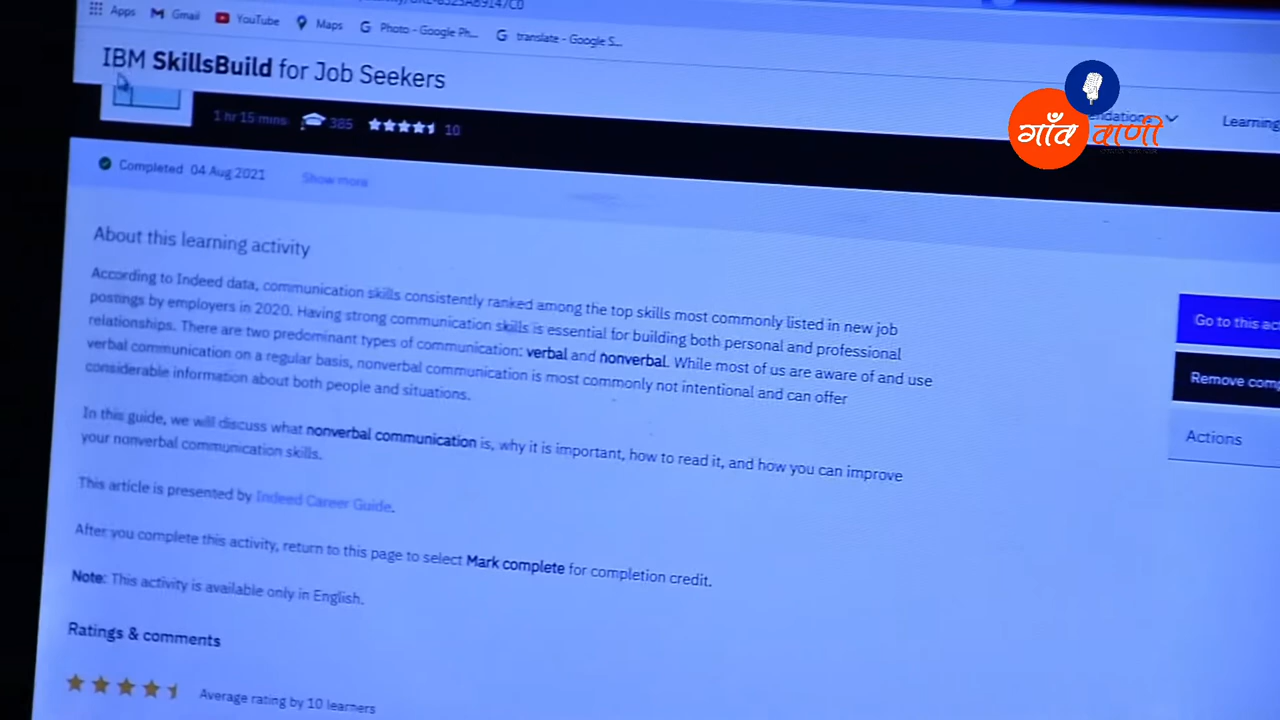 Apps Gmail YouTube Maps Photo - Google Ph... translate - Google S...
IBM SkillsBuild for Job Seekers
Learning
1 hr 15 mins 385 10
गाँव वाणी
Completed 04 Aug 2021 Show more
About this learning activity
According to Indeed data, communication skills consistently ranked among the top skills most commonly listed in new job
postings by employers in 2020. Having strong communication skills is essential for building both personal and professional
relationships. There are two predominant types of communication: verbal and nonverbal. While most of us are aware of and use
verbal communication on a regular basis, nonverbal communication is most commonly not intentional and can offer
considerable information about both people and situations.
Go to this ac
Remove comp
Actions
In this guide, we will discuss what nonverbal communication is, why it is important, how to read it, and how you can improve
your nonverbal communication skills.
This article is presented by Indeed Career Guide.
After you complete this activity, return to this page to select Mark complete for completion credit.
Note: This activity is available only in English.
Ratings & comments
Average rating by 10 learners